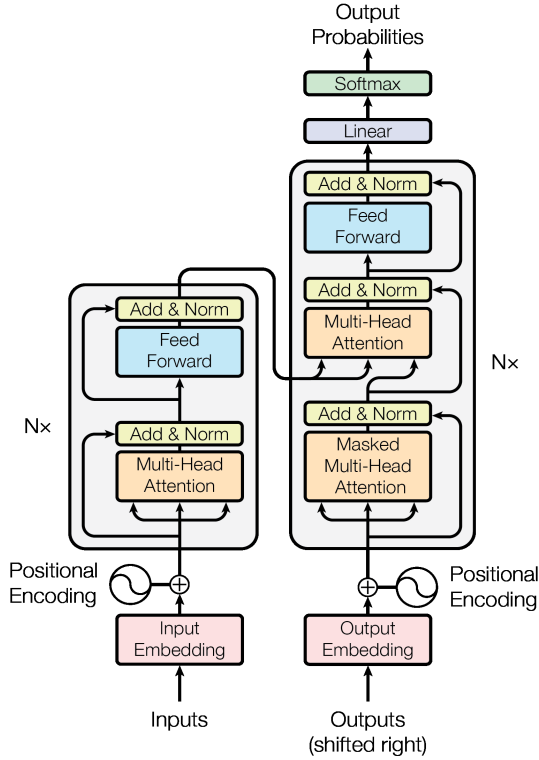 Output
Probabilities
Softmax
Linear
Add & Norm
Feed
Forward
Add & Norm
Multi-Head
Attention
Add & Norm
Masked
Multi-Head
Attention
Nx
Add & Norm
Feed
Forward
Add & Norm
Multi-Head
Attention
N×
Positional
Encoding
Positional
Encoding
Input
Embedding
Output
Embedding
Inputs
Outputs
(shifted right)